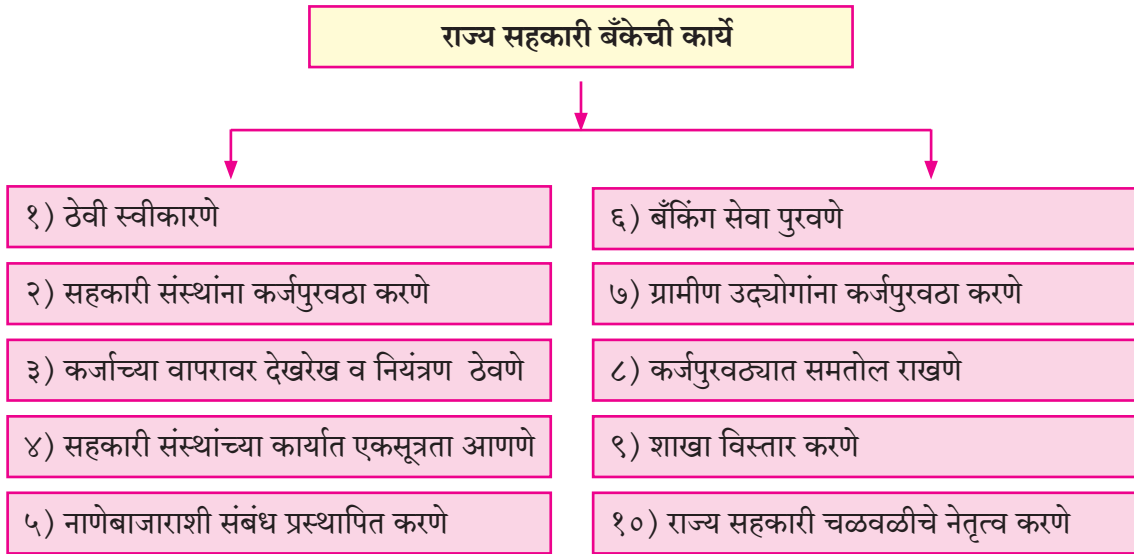 राज्य सहकारी बँकेची कार्ये
१) ठेवी स्वीकारणे
२) सहकारी संस्थांना कर्जपुरवठा करणे
३) कर्जाच्या वापरावर देखरेख व नियंत्रण ठेवणे
४) सहकारी संस्थांच्या कार्यात एकसूत्रता आणणे
५) नाणेबाजाराशी संबंध प्रस्थापित करणे
६) बँकिंग सेवा पुरवणे
७) ग्रामीण उद्योगांना कर्जपुरवठा करणे
८) कर्जपुरवठ्यात समतोल राखणे
९) शाखा विस्तार करणे
१०) राज्य सहकारी चळवळीचे नेतृत्व करणे